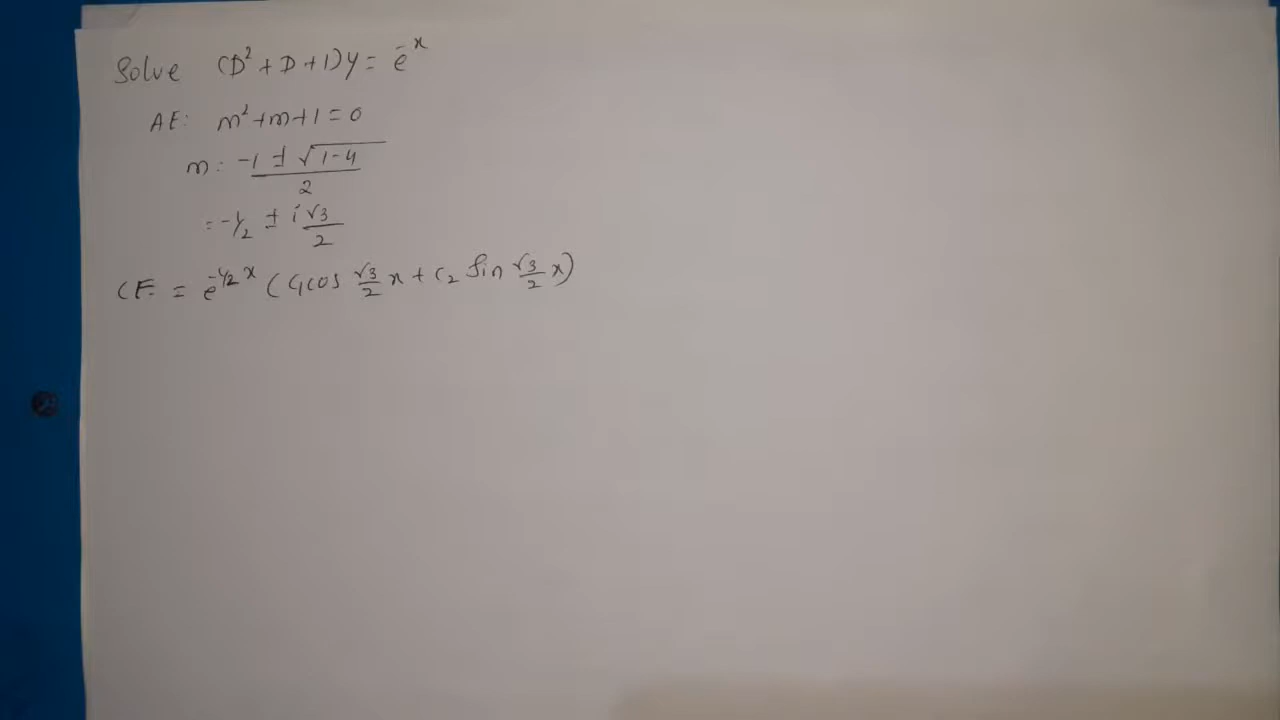 Solve (D² + D + 1)y = e⁻ˣ
AE: m² + m + 1 = 0
m: -1 ± √1-4 / 2
= -1/2 ± i√3/2
CF. = e^-1/2 x (C₁cos √3/2 x + C₂ sin √3/2 x)